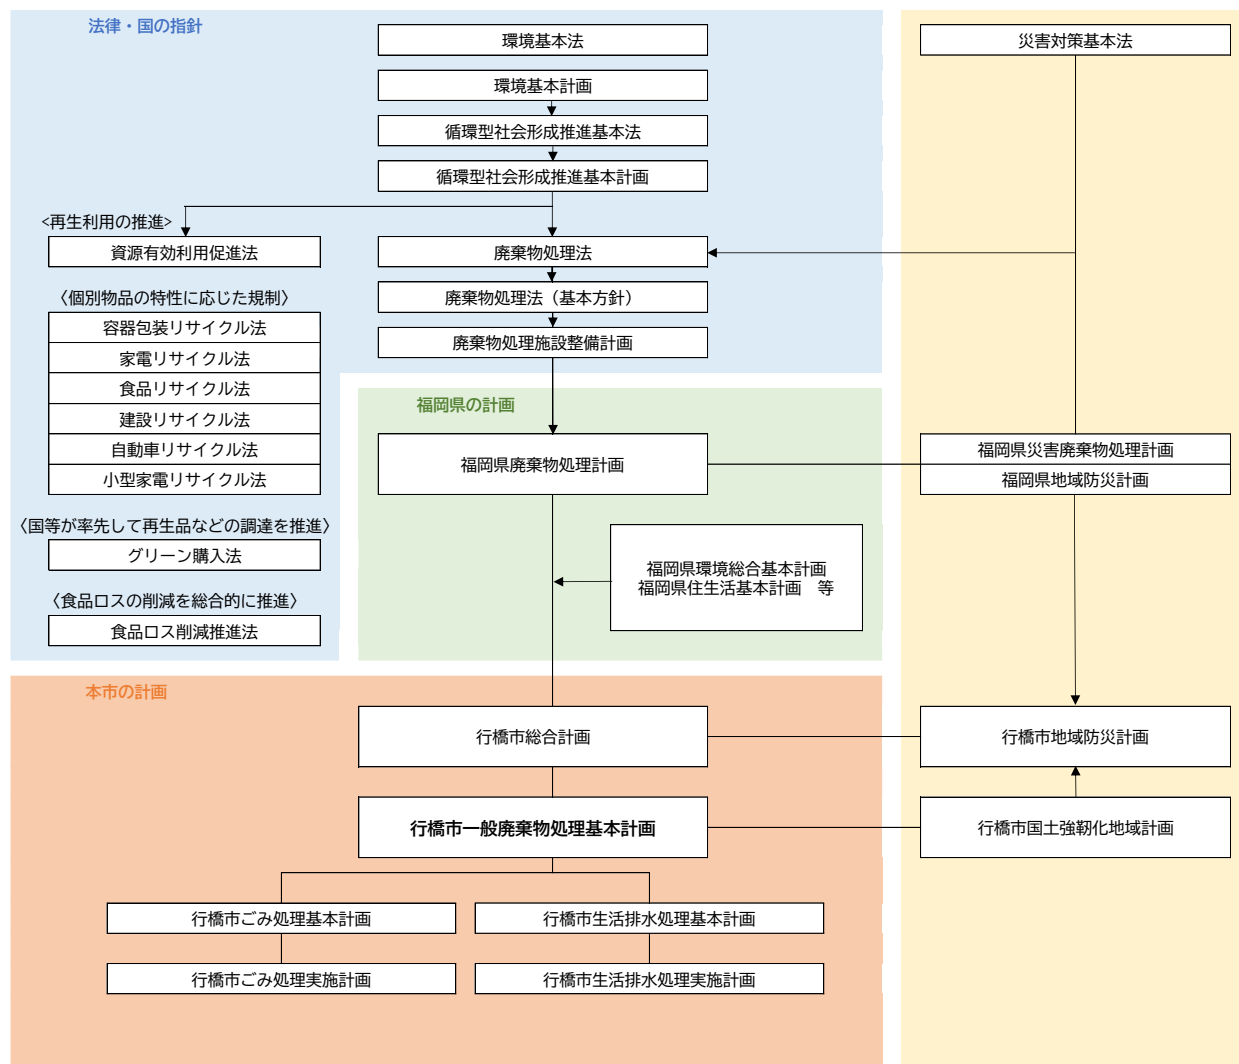 法律・国の指針
環境基本法
環境基本計画
循環型社会形成推進基本法
循環型社会形成推進基本計画
<再生利用の推進>
資源有効利用促進法
〈個別物品の特性に応じた規制〉
容器包装リサイクル法
家電リサイクル法
食品リサイクル法
建設リサイクル法
自動車リサイクル法
小型家電リサイクル法
〈国等が率先して再生品などの調達を推進〉
グリーン購入法
〈食品ロスの削減を総合的に推進〉
食品ロス削減推進法
廃棄物処理法
廃棄物処理法（基本方針）
廃棄物処理施設整備計画
福岡県の計画
福岡県廃棄物処理計画
福岡県環境総合基本計画
福岡県住生活基本計画　等
災害対策基本法
福岡県災害廃棄物処理計画
福岡県地域防災計画
本市の計画
行橋市総合計画
行橋市地域防災計画
行橋市一般廃棄物処理基本計画
行橋市国土強靭化地域計画
行橋市ごみ処理基本計画
行橋市生活排水処理基本計画
行橋市ごみ処理実施計画
行橋市生活排水処理実施計画